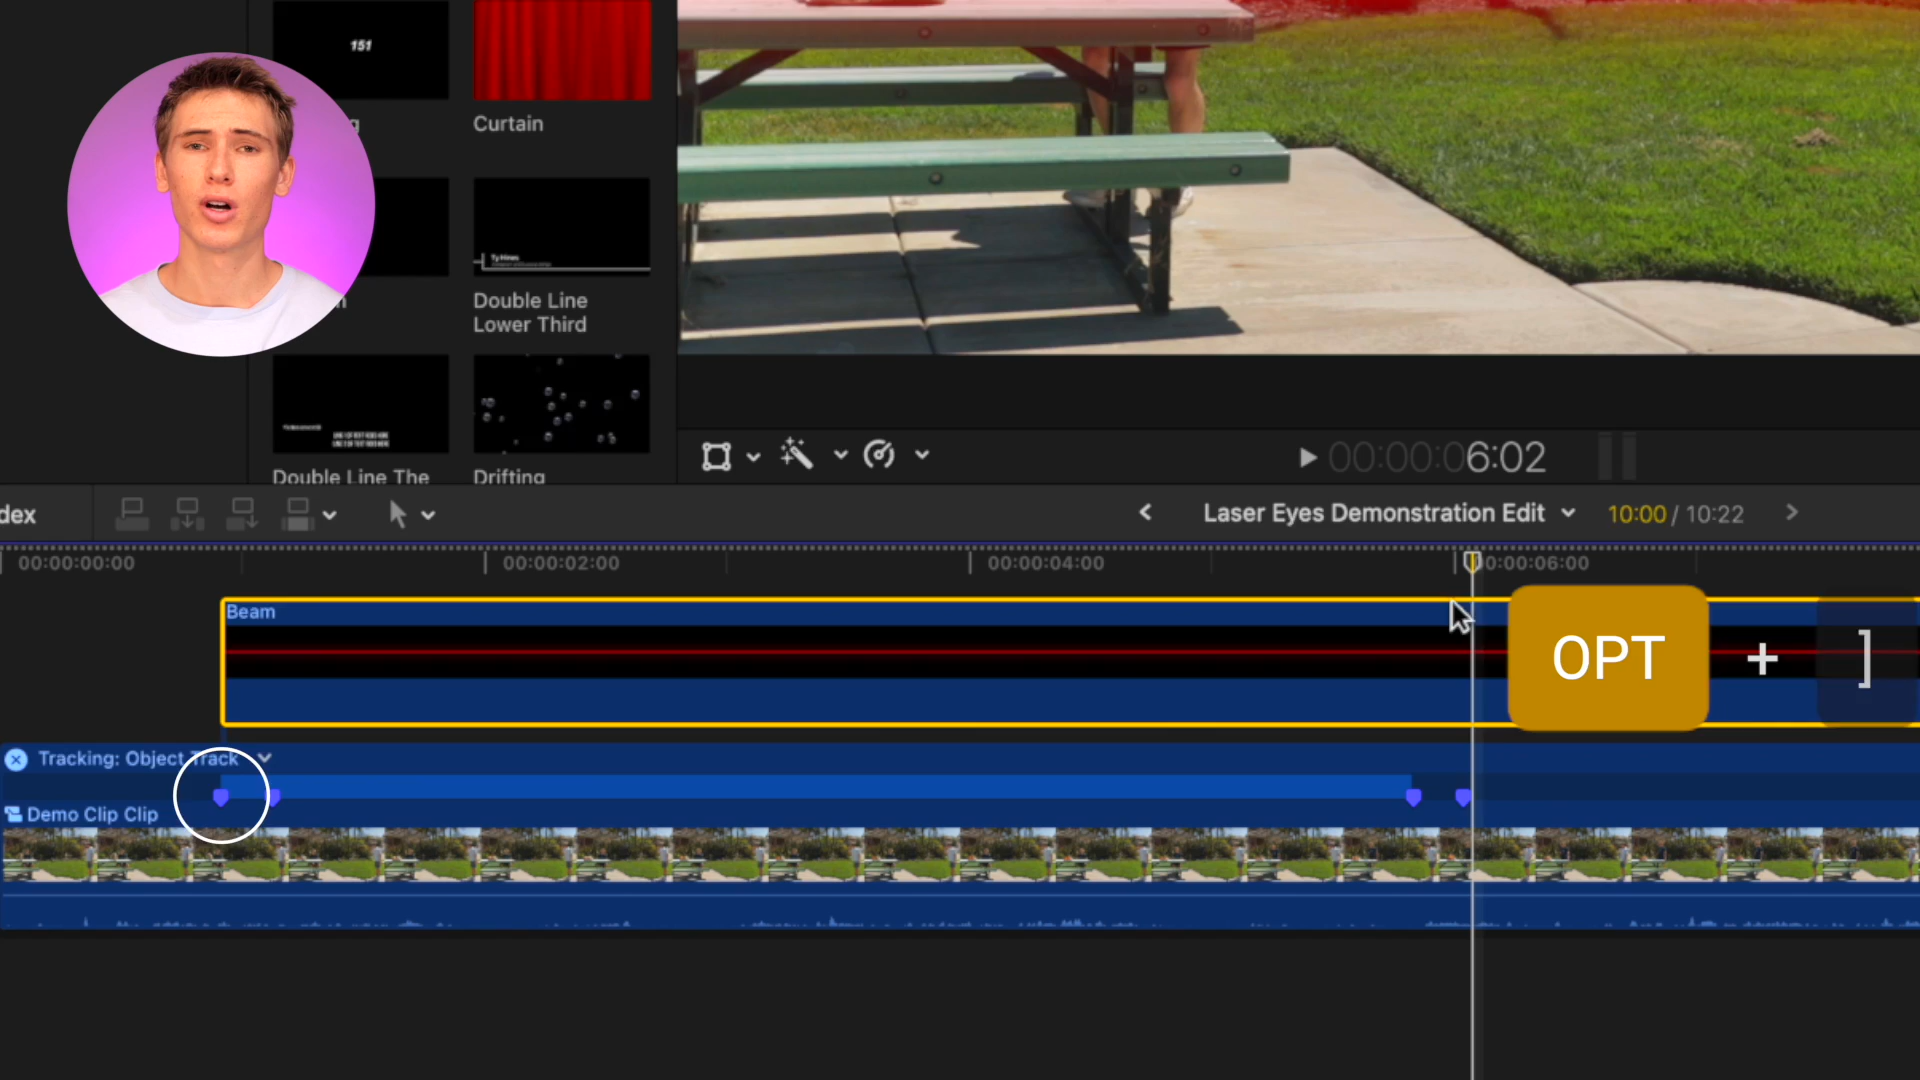 151
g
Curtain
n
Ty Hines
Double Line
Lower Third
Double Line The
Drifting
00:00:06:02
dex
Laser Eyes Demonstration Edit
10:00 / 10:22
00:00:00:00
00:00:02:00
00:00:04:00
00:00:06:00
Beam
OPT + ]
Tracking: Object Track
Demo Clip Clip